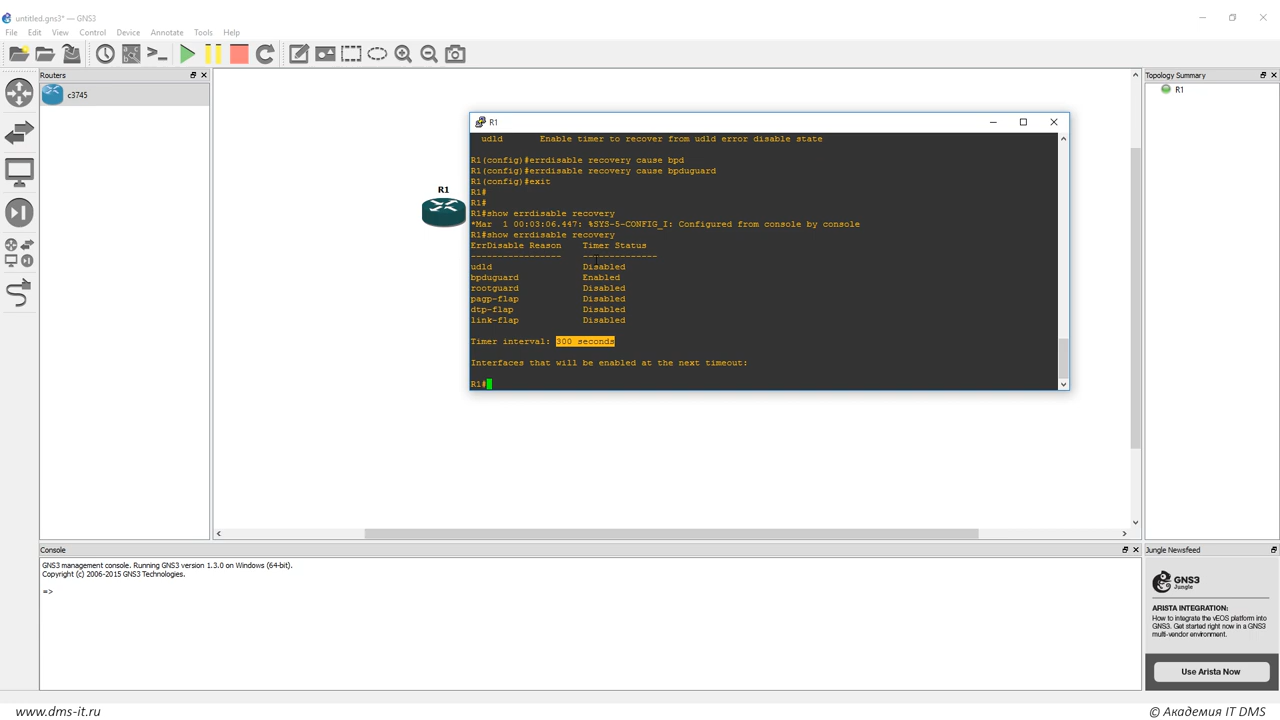 untitled.gns3* — GNS3
File Edit View Control Device Annotate Tools Help
Routers
c3745
R1
R1
udld Enable timer to recover from udld error disable state
R1(config)#errdisable recovery cause bpd
R1(config)#errdisable recovery cause bpduguard
R1(config)#exit
R1#
R1#
R1#show errdisable recovery
*Mar 1 00:03:06.447: %SYS-5-CONFIG_I: Configured from console by console
R1#show errdisable recovery
ErrDisable Reason Timer Status
----------------- --------------
udld Disabled
bpduguard Enabled
rootguard Disabled
pagp-flap Disabled
dtp-flap Disabled
link-flap Disabled
Timer interval: 300 seconds
Interfaces that will be enabled at the next timeout:
R1#
Topology Summary
R1
Console
GNS3 management console. Running GNS3 version 1.3.0 on Windows (64-bit).
Copyright (c) 2006-2015 GNS3 Technologies.
=>
Jungle Newsfeed
GNS3
Jungle
ARISTA INTEGRATION:
How to integrate the vEOS platform into
GNS3. Get started right now in a GNS3
multi-vendor environment.
Use Arista Now
www.dms-it.ru
© Академия IT DMS